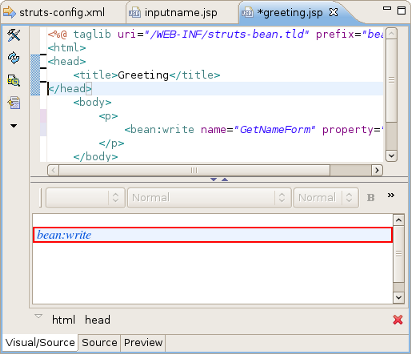 struts-config.xml inputname.jsp *greeting.jsp
<%@ taglib uri="/WEB-INF/struts-bean.tld" prefix="bea
<html>
<head>
<title>Greeting</title>
</head>
<body>
<p>
<bean:write name="GetNameForm" property="
</p>
</body>
Normal Normal B »
bean:write
html head
Visual/Source Source Preview